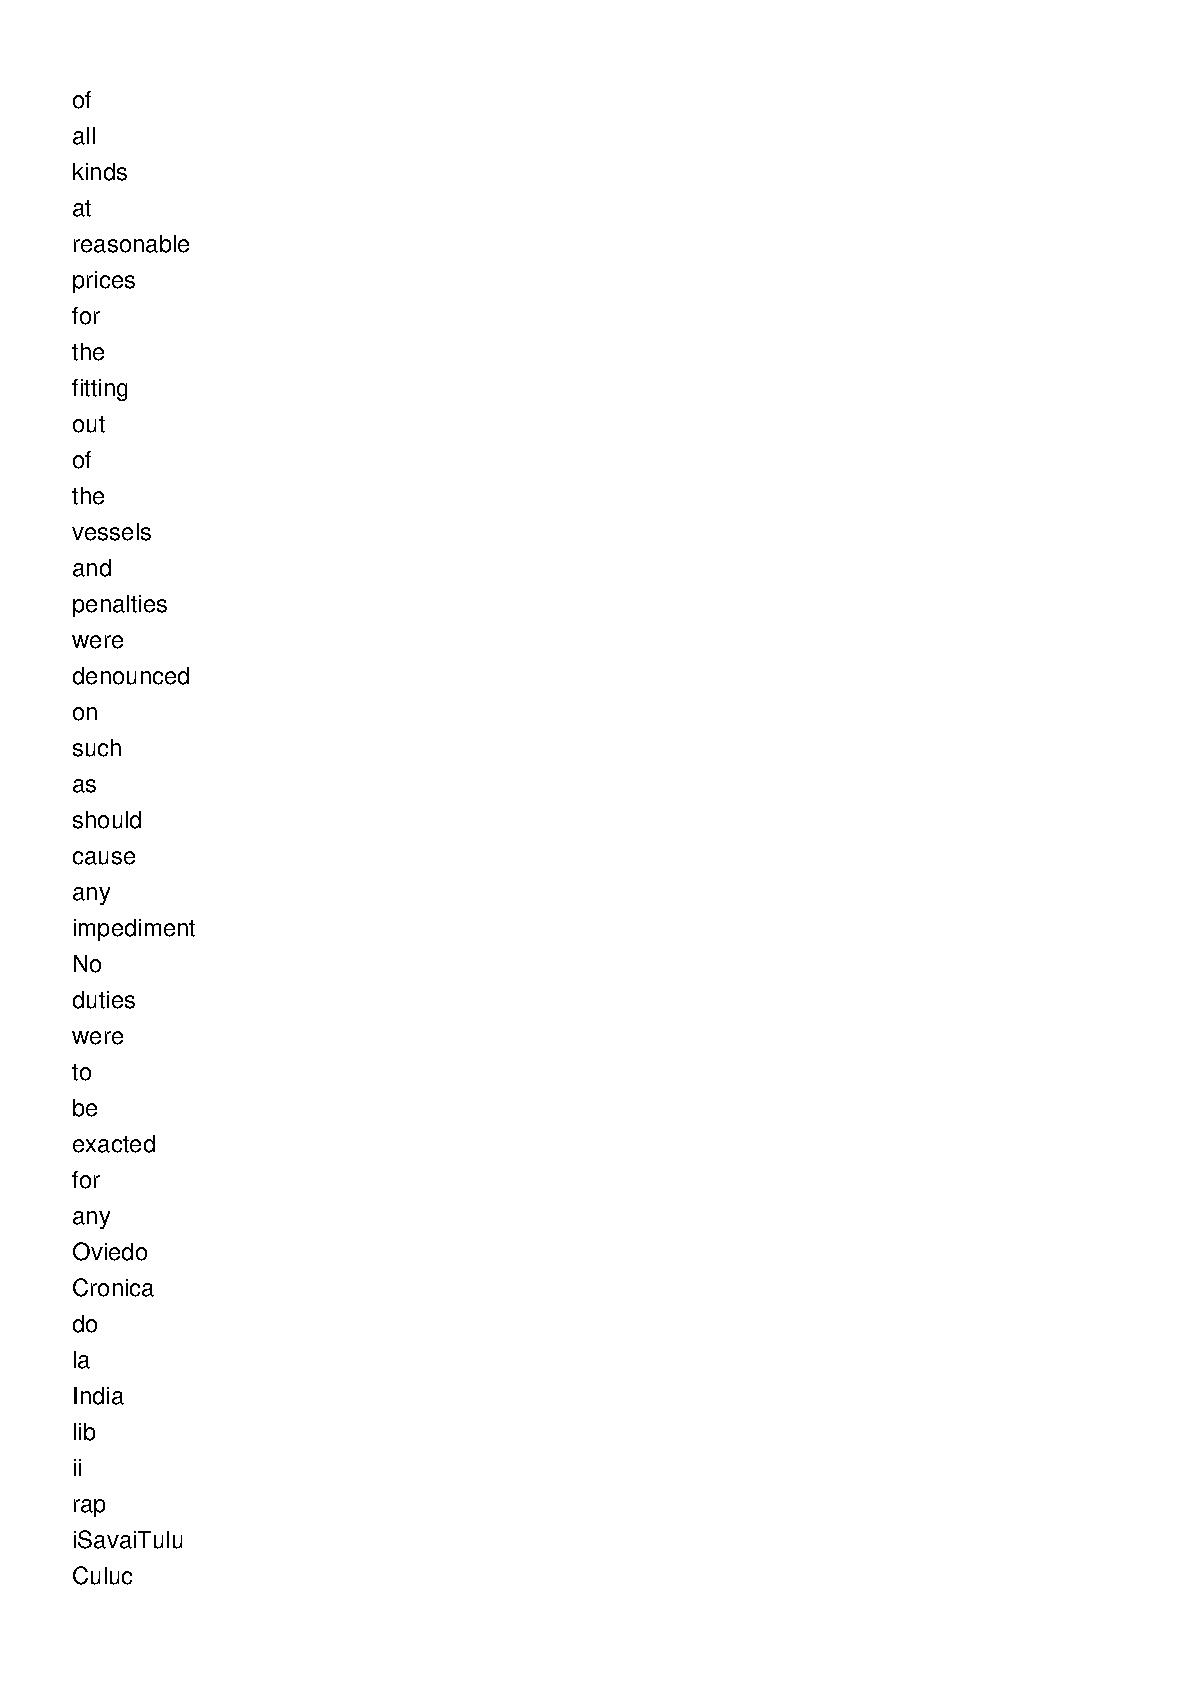 of
all
kinds
at
reasonable
prices
for
the
fitting
out
of
the
vessels
and
penalties
were
denounced
on
such
as
should
cause
any
impediment
No
duties
were
to
be
exacted
for
any
Oviedo
Cronica
do
la
India
lib
ii
rap
iSavaiTulu
Culuc